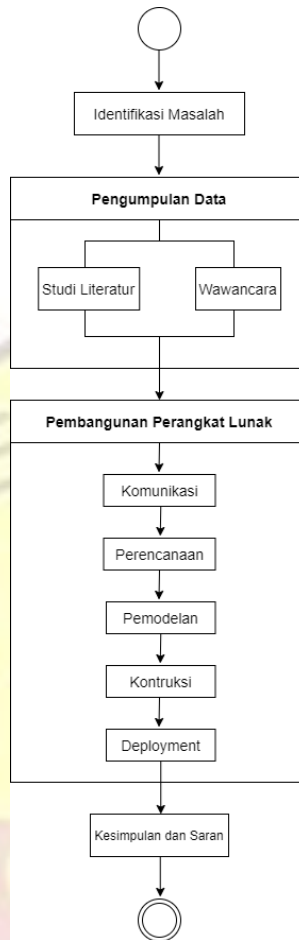 Identifikasi Masalah
Pengumpulan Data
Studi Literatur
Wawancara
Pembangunan Perangkat Lunak
Komunikasi
Perencanaan
Pemodelan
Kontruksi
Deployment
Kesimpulan dan Saran